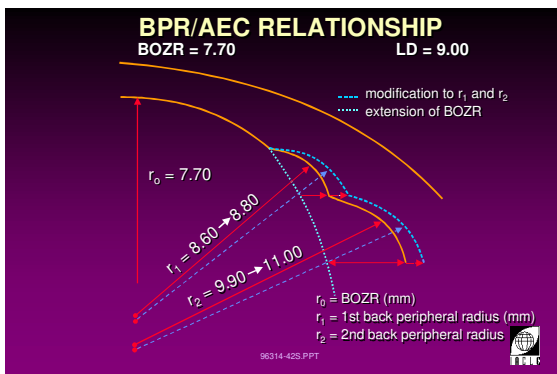 BPR/AEC RELATIONSHIP
BOZR = 7.70 LD = 9.00
modification to r₁ and r₂
extension of BOZR
r₀ = 7.70
r₁ = 8.60→8.80
r₂ = 9.90→11.00
r₀ = BOZR (mm)
r₁ = 1st back peripheral radius (mm)
r₂ = 2nd back peripheral radius
96314-42S.PPT
IACLE